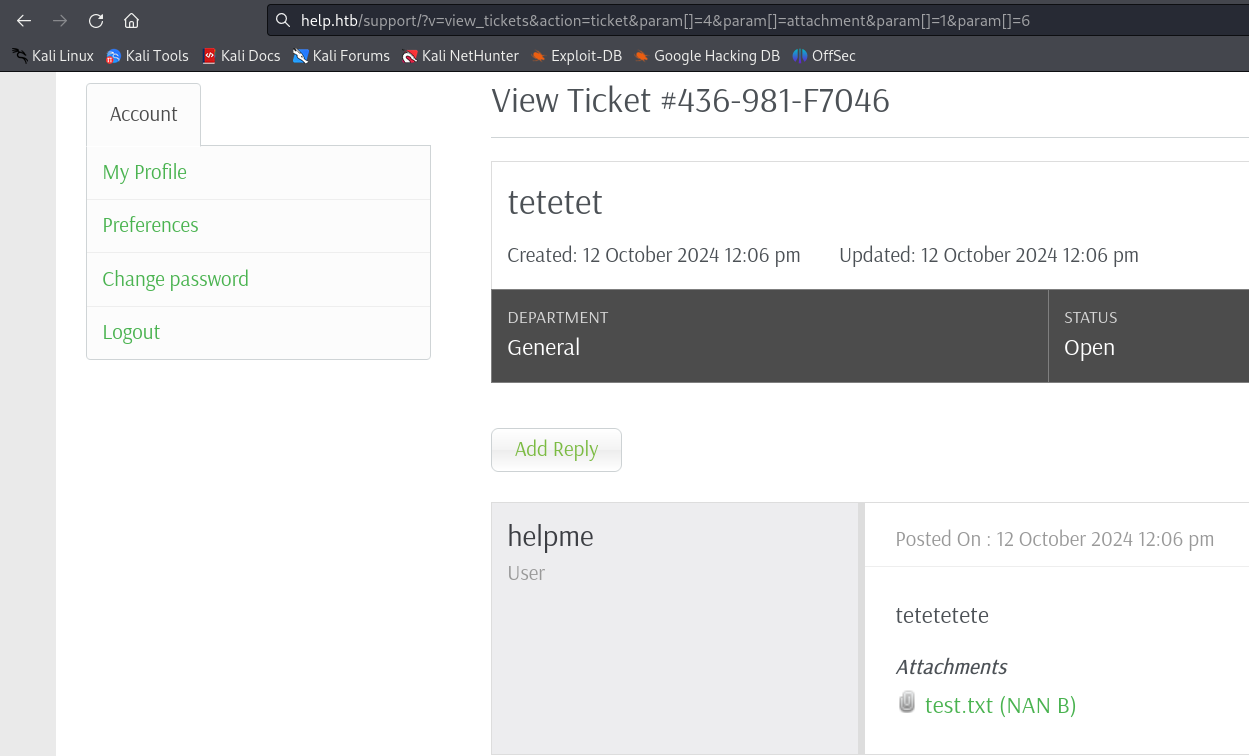 help.htb/support/?v=view_tickets&action=ticket&param[]=4&param[]=attachment&param[]=1&param[]=6
Kali Linux Kali Tools Kali Docs Kali Forums Kali NetHunter Exploit-DB Google Hacking DB OffSec
Account
My Profile
Preferences
Change password
Logout
View Ticket #436-981-F7046
tetetet
Created: 12 October 2024 12:06 pm Updated: 12 October 2024 12:06 pm
DEPARTMENT
General
STATUS
Open
Add Reply
helpme
User
Posted On : 12 October 2024 12:06 pm
tetetetete
Attachments
test.txt (NAN B)